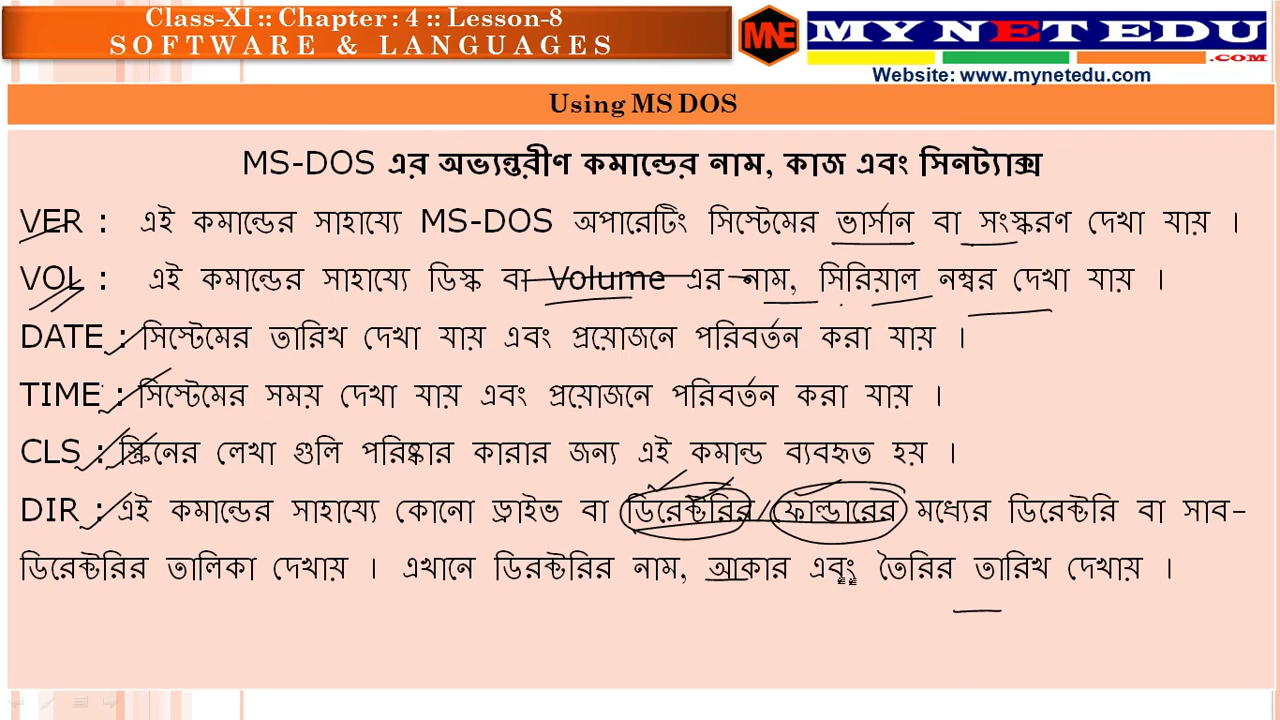 Class-XI :: Chapter : 4 :: Lesson-8
SOFTWARE & LANGUAGES
MNE
MYNETEDU
.COM
Website: www.mynetedu.com
Using MS DOS
MS-DOS এর অভ্যন্তরীণ কমান্ডের নাম, কাজ এবং সিনট্যাক্স
VER : এই কমান্ডের সাহায্যে MS-DOS অপারেটিং সিস্টেমের ভার্সান বা সংস্করণ দেখা যায় ।
VOL : এই কমান্ডের সাহায্যে ডিস্ক বা Volume এর নাম, সিরিয়াল নম্বর দেখা যায় ।
DATE : সিস্টেমের তারিখ দেখা যায় এবং প্রয়োজনে পরিবর্তন করা যায় ।
TIME : সিস্টেমের সময় দেখা যায় এবং প্রয়োজনে পরিবর্তন করা যায় ।
CLS : স্ক্রিনের লেখা গুলি পরিষ্কার কারার জন্য এই কমান্ড ব্যবহৃত হয় ।
DIR : এই কমান্ডের সাহায্যে কোনো ড্রাইভ বা ডিরেক্টরির/ফোল্ডারের মধ্যের ডিরেক্টরি বা সাব-
ডিরেক্টরির তালিকা দেখায় । এখানে ডিরক্টরির নাম, আকার এবং তৈরির তারিখ দেখায় ।